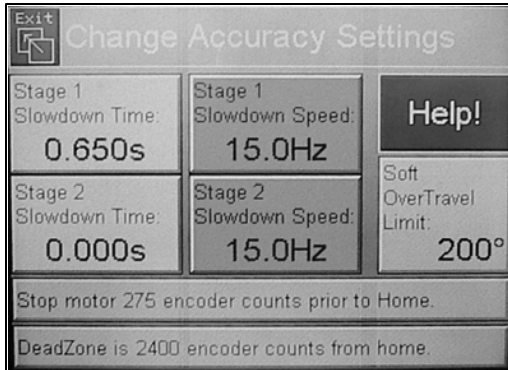 Exit
Change Accuracy Settings
Stage 1
Slowdown Time:
0.650s
Stage 1
Slowdown Speed:
15.0Hz
Help!
Stage 2
Slowdown Time:
0.000s
Stage 2
Slowdown Speed:
15.0Hz
Soft
OverTravel
Limit:
200°
Stop motor 275 encoder counts prior to Home.
DeadZone is 2400 encoder counts from home.